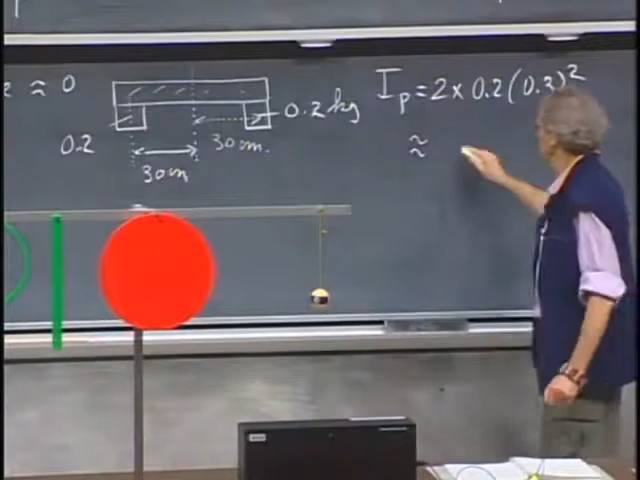 ≈ 0
0.2 kg
I_p = 2 × 0.2 (0.3)²
0.2
30 cm.
≈
30 cm